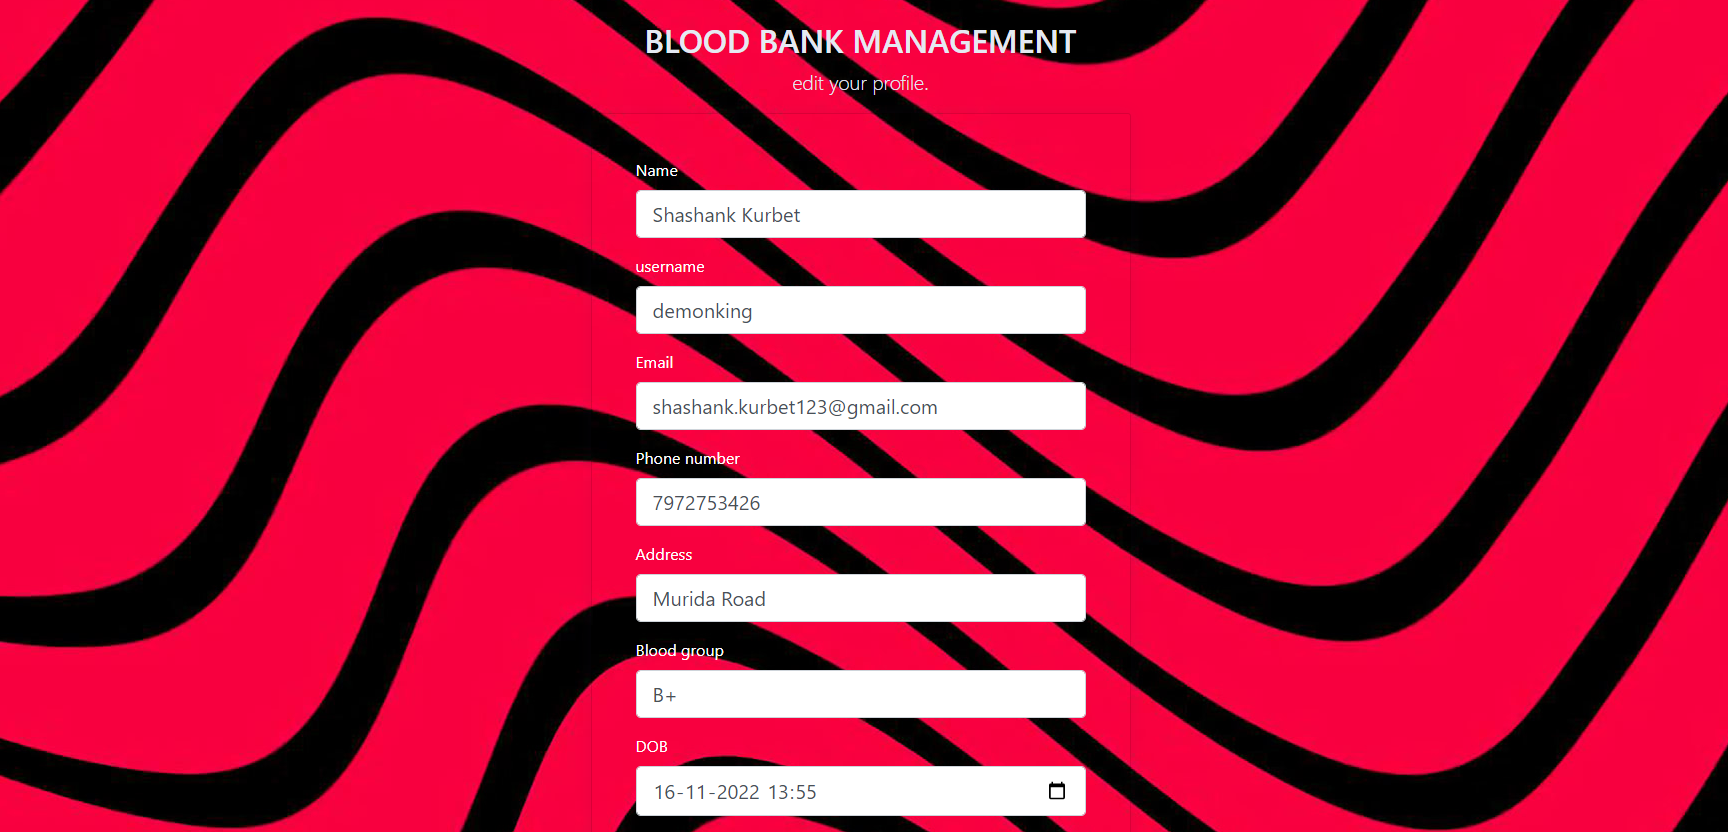 BLOOD BANK MANAGEMENT
edit your profile.
Name
Shashank Kurbet
username
demonking
Email
shashank.kurbet123@gmail.com
Phone number
7972753426
Address
Murida Road
Blood group
B+
DOB
16-11-2022 13:55